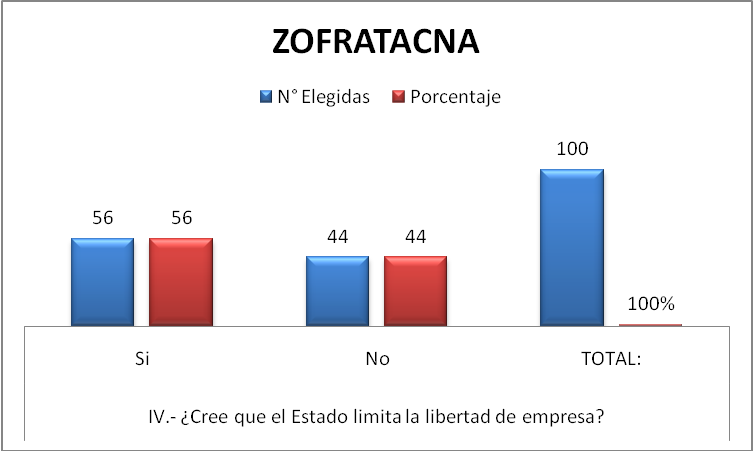 ZOFRATACNA
N° Elegidas Porcentaje
56 56 44 44 100 100%
Si No TOTAL:
IV.- ¿Cree que el Estado limita la libertad de empresa?